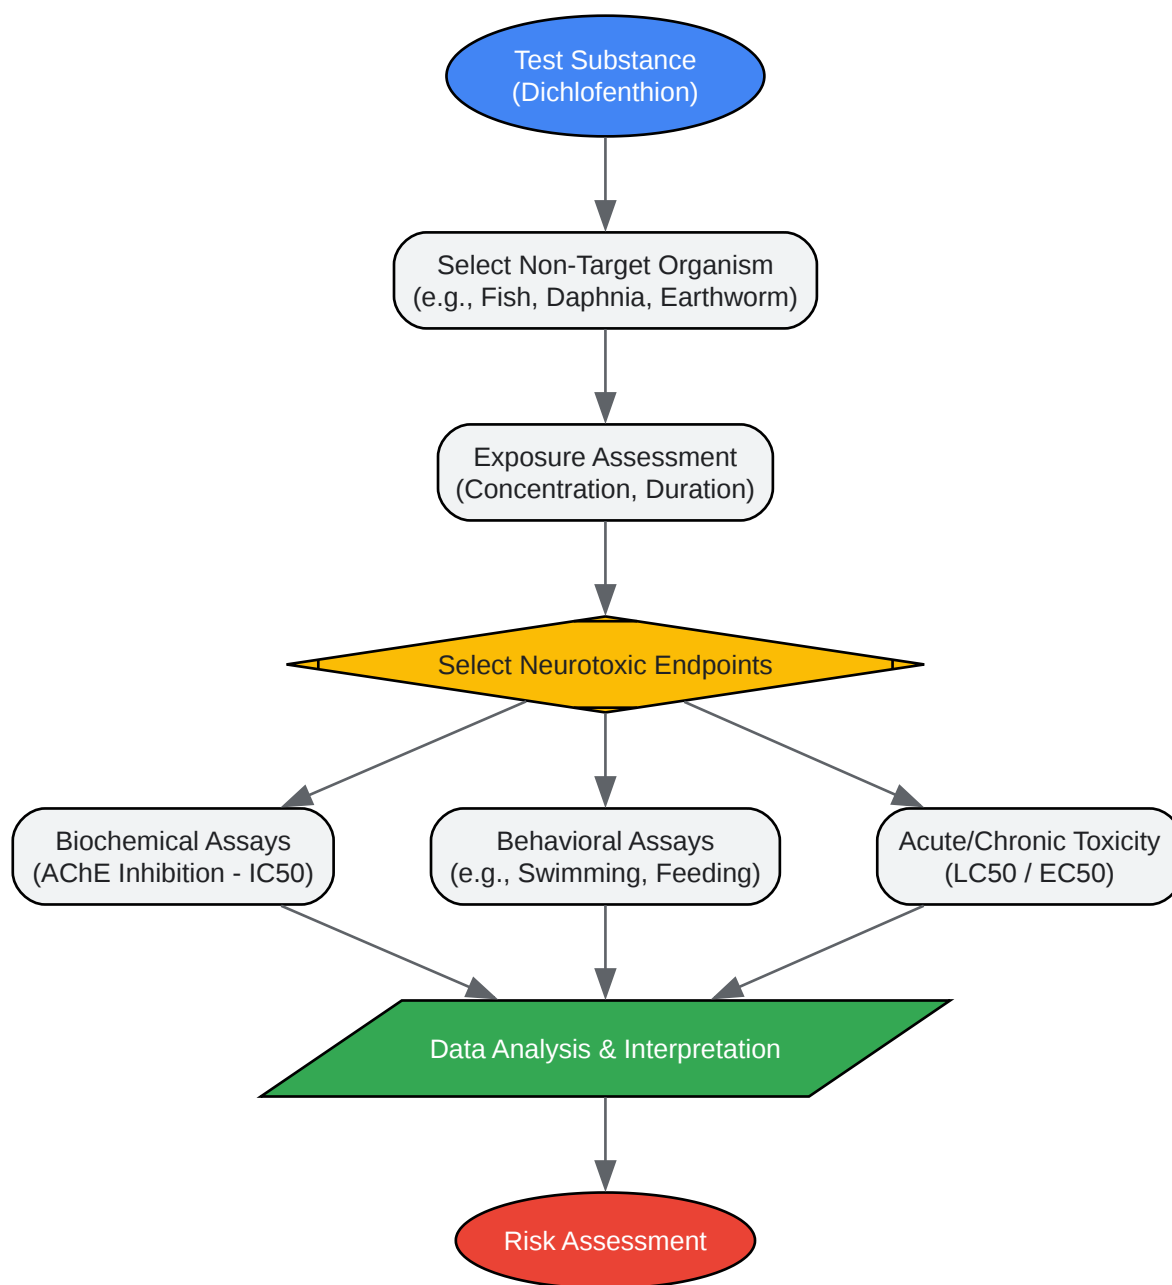 Test Substance
(Dichlofenthion)
Select Non-Target Organism
(e.g., Fish, Daphnia, Earthworm)
Exposure Assessment
(Concentration, Duration)
Select Neurotoxic Endpoints
Biochemical Assays
(AChE Inhibition - IC50)
Behavioral Assays
(e.g., Swimming, Feeding)
Acute/Chronic Toxicity
(LC50 / EC50)
Data Analysis & Interpretation
Risk Assessment